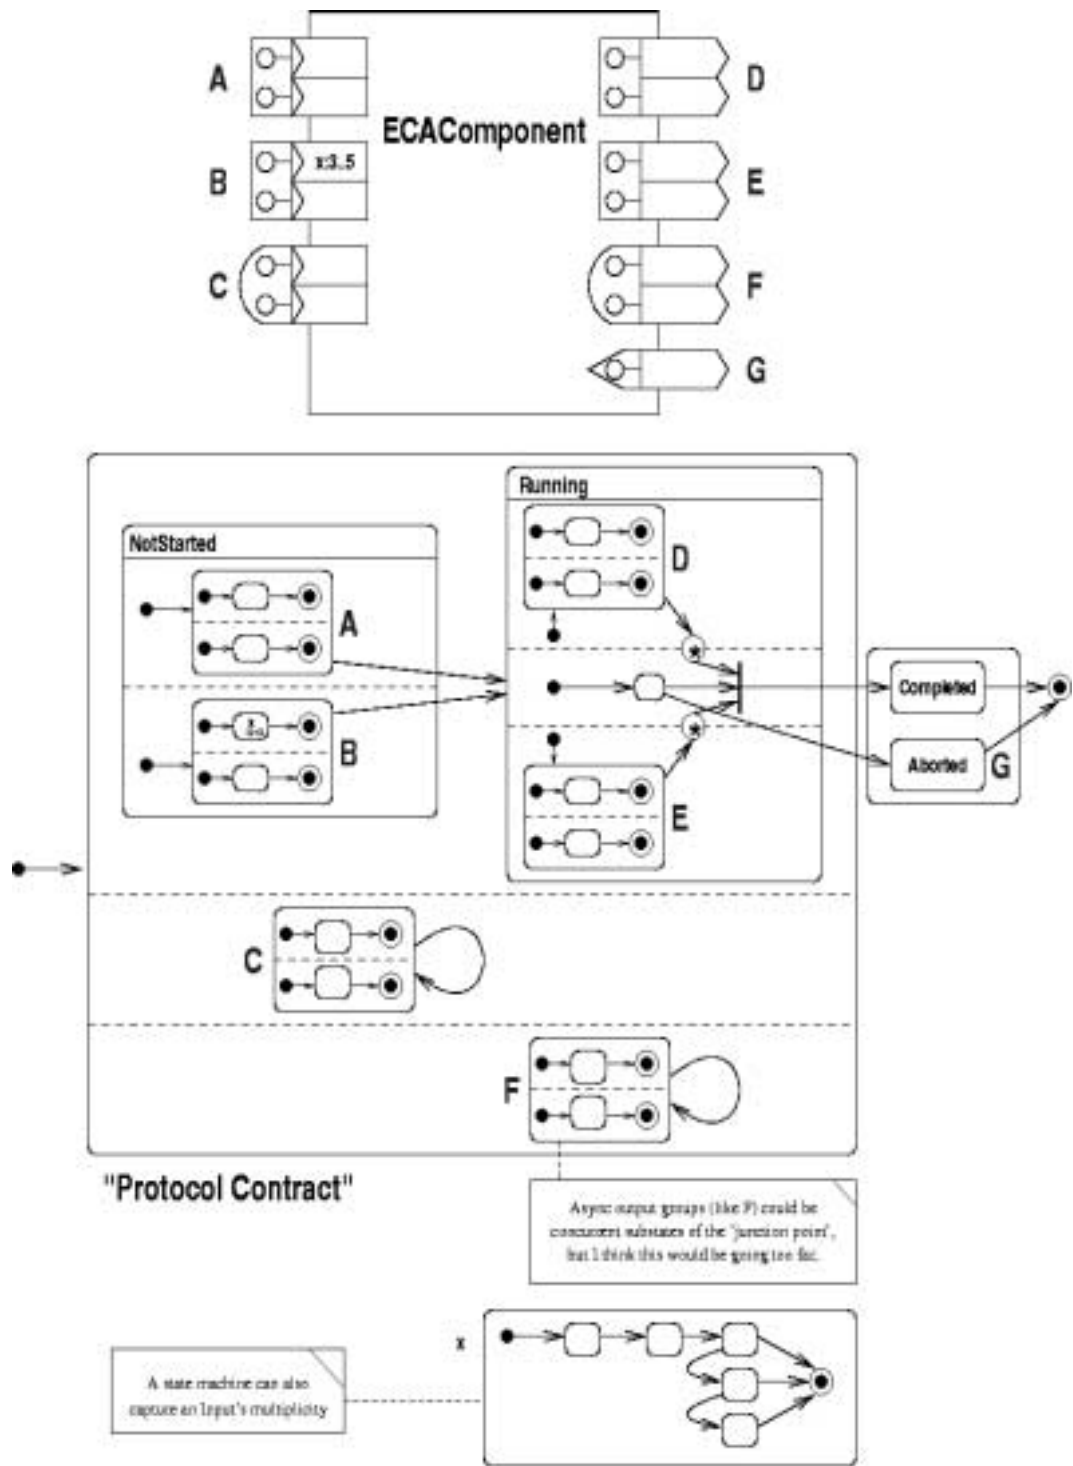 A
D
ECAComponent
B
x:3..5
E
C
F
G
Running
NotStarted
D
A
*
Completed
*
B
Aborted
G
E
C
F
"Protocol Contract"
Async output groups (like F) could be
concurrent substates of the 'junction point',
but I think this would be going too far.
x
A state machine can also
capture an Input's multiplicity